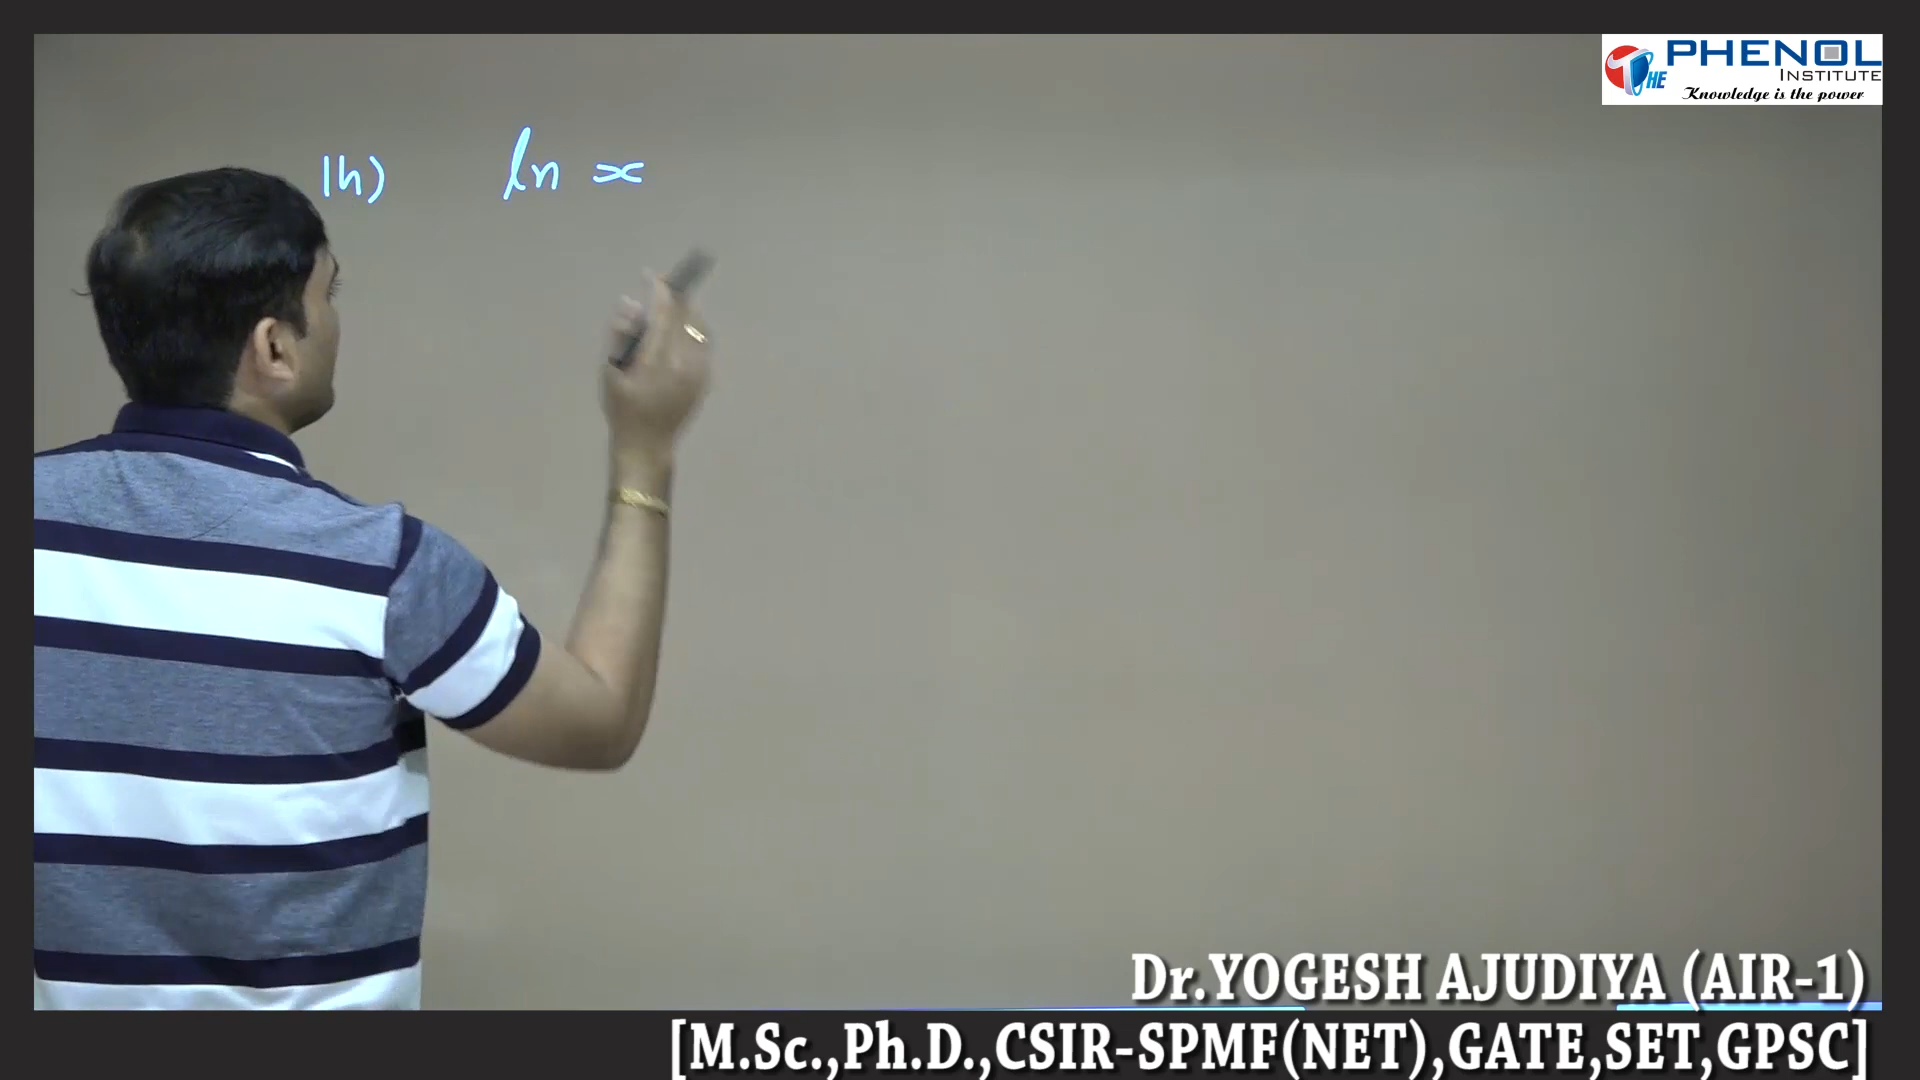 THE PHENOL
INSTITUTE
Knowledge is the power
1h) ln x
Dr.YOGESH AJUDIYA (AIR-1)
[M.Sc.,Ph.D.,CSIR-SPMF(NET),GATE,SET,GPSC]